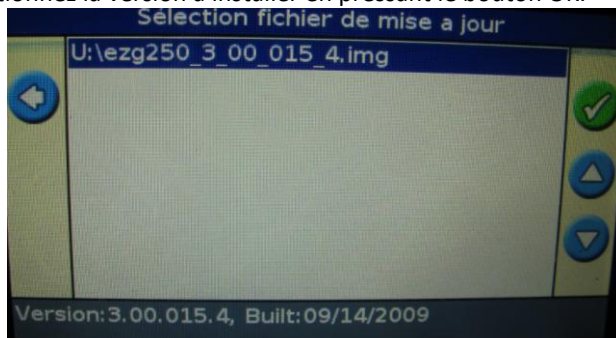 Sélection fichier de mise a jour
U:\ezg250_3_00_015_4.img
Version:3.00.015.4, Built:09/14/2009